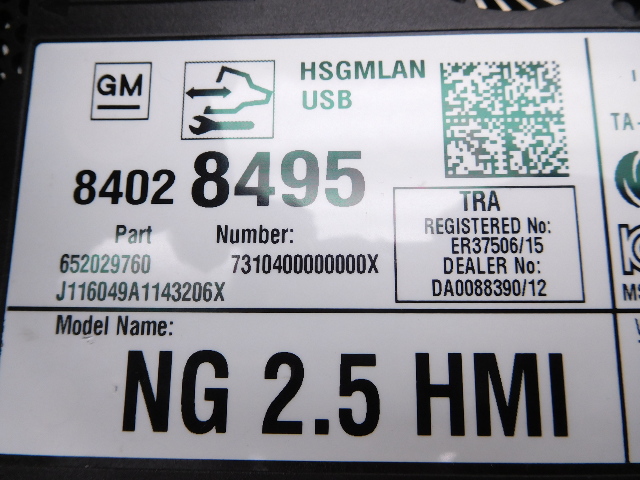 GM
HSGMLAN
USB
8402 8495
Part Number:
652029760 7310400000000X
J116049A1143206X
TRA
REGISTERED No:
ER37506/15
DEALER No:
DA0088390/12
TA-
Model Name:
NG 2.5 HMI